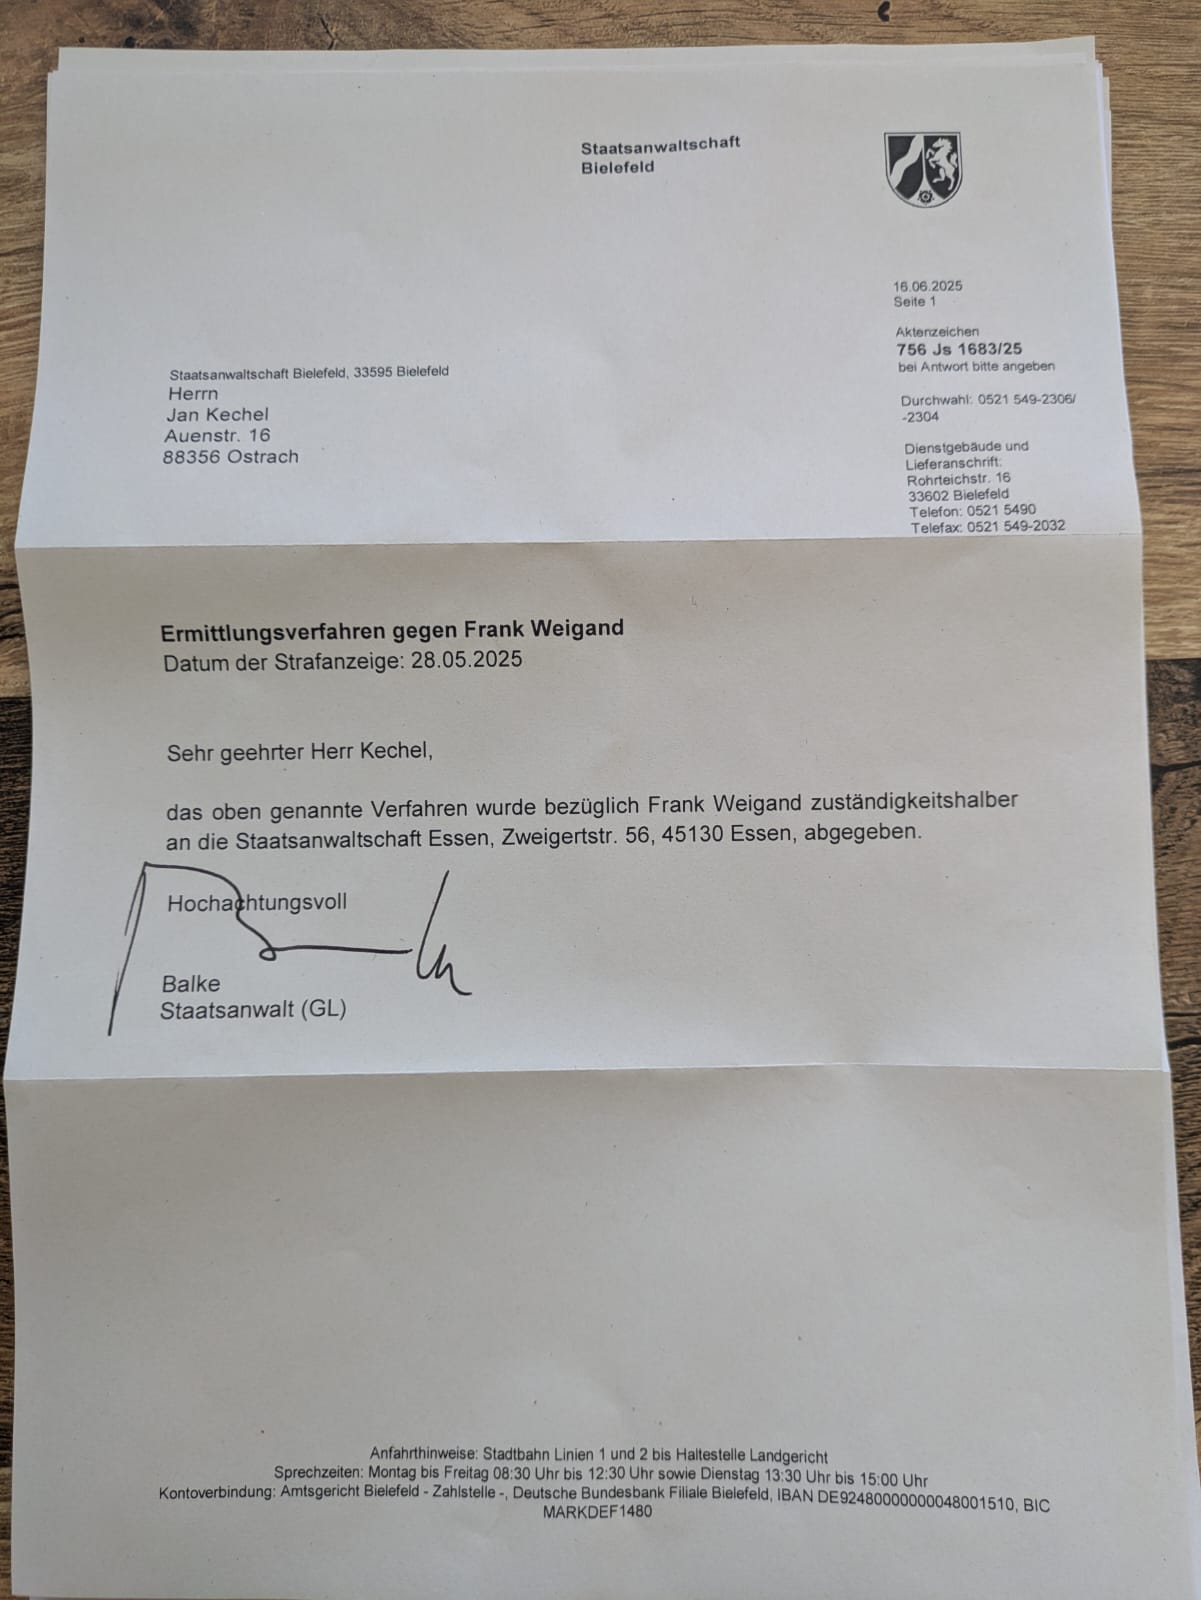 Staatsanwaltschaft
Bielefeld
16.06.2025
Seite 1
Aktenzeichen
756 Js 1683/25
bei Antwort bitte angeben
Durchwahl: 0521 549-2306/
-2304
Dienstgebäude und
Lieferanschrift:
Rohrteichstr. 16
33602 Bielefeld
Telefon: 0521 5490
Telefax: 0521 549-2032
Staatsanwaltschaft Bielefeld, 33595 Bielefeld
Herrn
Jan Kechel
Auenstr. 16
88356 Ostrach
Ermittlungsverfahren gegen Frank Weigand
Datum der Strafanzeige: 28.05.2025
Sehr geehrter Herr Kechel,
das oben genannte Verfahren wurde bezüglich Frank Weigand zuständigkeitshalber
an die Staatsanwaltschaft Essen, Zweigertstr. 56, 45130 Essen, abgegeben.
Hochachtungsvoll
Balke
Staatsanwalt (GL)
Anfahrthinweise: Stadtbahn Linien 1 und 2 bis Haltestelle Landgericht
Sprechzeiten: Montag bis Freitag 08:30 Uhr bis 12:30 Uhr sowie Dienstag 13:30 Uhr bis 15:00 Uhr
Kontoverbindung: Amtsgericht Bielefeld - Zahlstelle -, Deutsche Bundesbank Filiale Bielefeld, IBAN DE92480000000048001510, BIC
MARKDEF1480